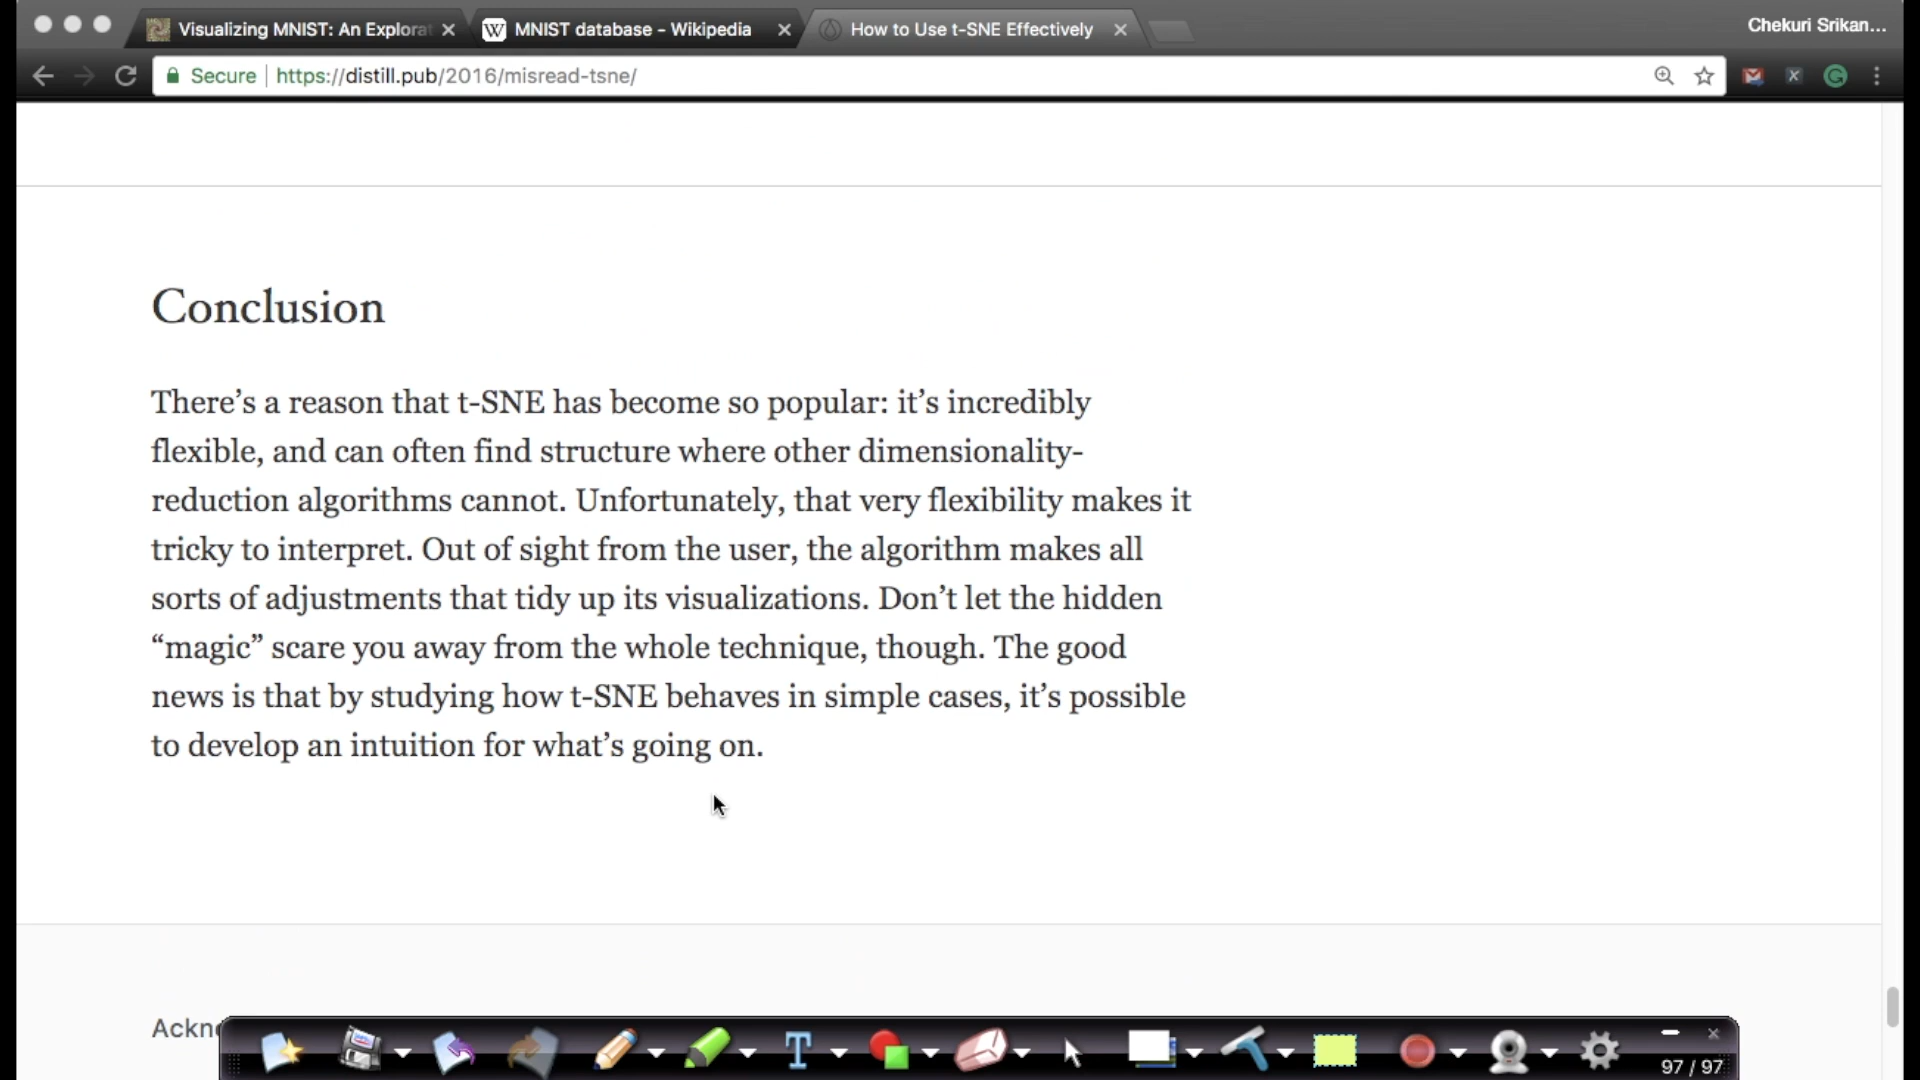 Visualizing MNIST: An Explorat
MNIST database - Wikipedia
How to Use t-SNE Effectively
Chekuri Srikan...
Secure
https://distill.pub/2016/misread-tsne/
Conclusion
There’s a reason that t-SNE has become so popular: it’s incredibly
flexible, and can often find structure where other dimensionality-
reduction algorithms cannot. Unfortunately, that very flexibility makes it
tricky to interpret. Out of sight from the user, the algorithm makes all
sorts of adjustments that tidy up its visualizations. Don’t let the hidden
“magic” scare you away from the whole technique, though. The good
news is that by studying how t-SNE behaves in simple cases, it’s possible
to develop an intuition for what’s going on.
Ackn
97 / 97